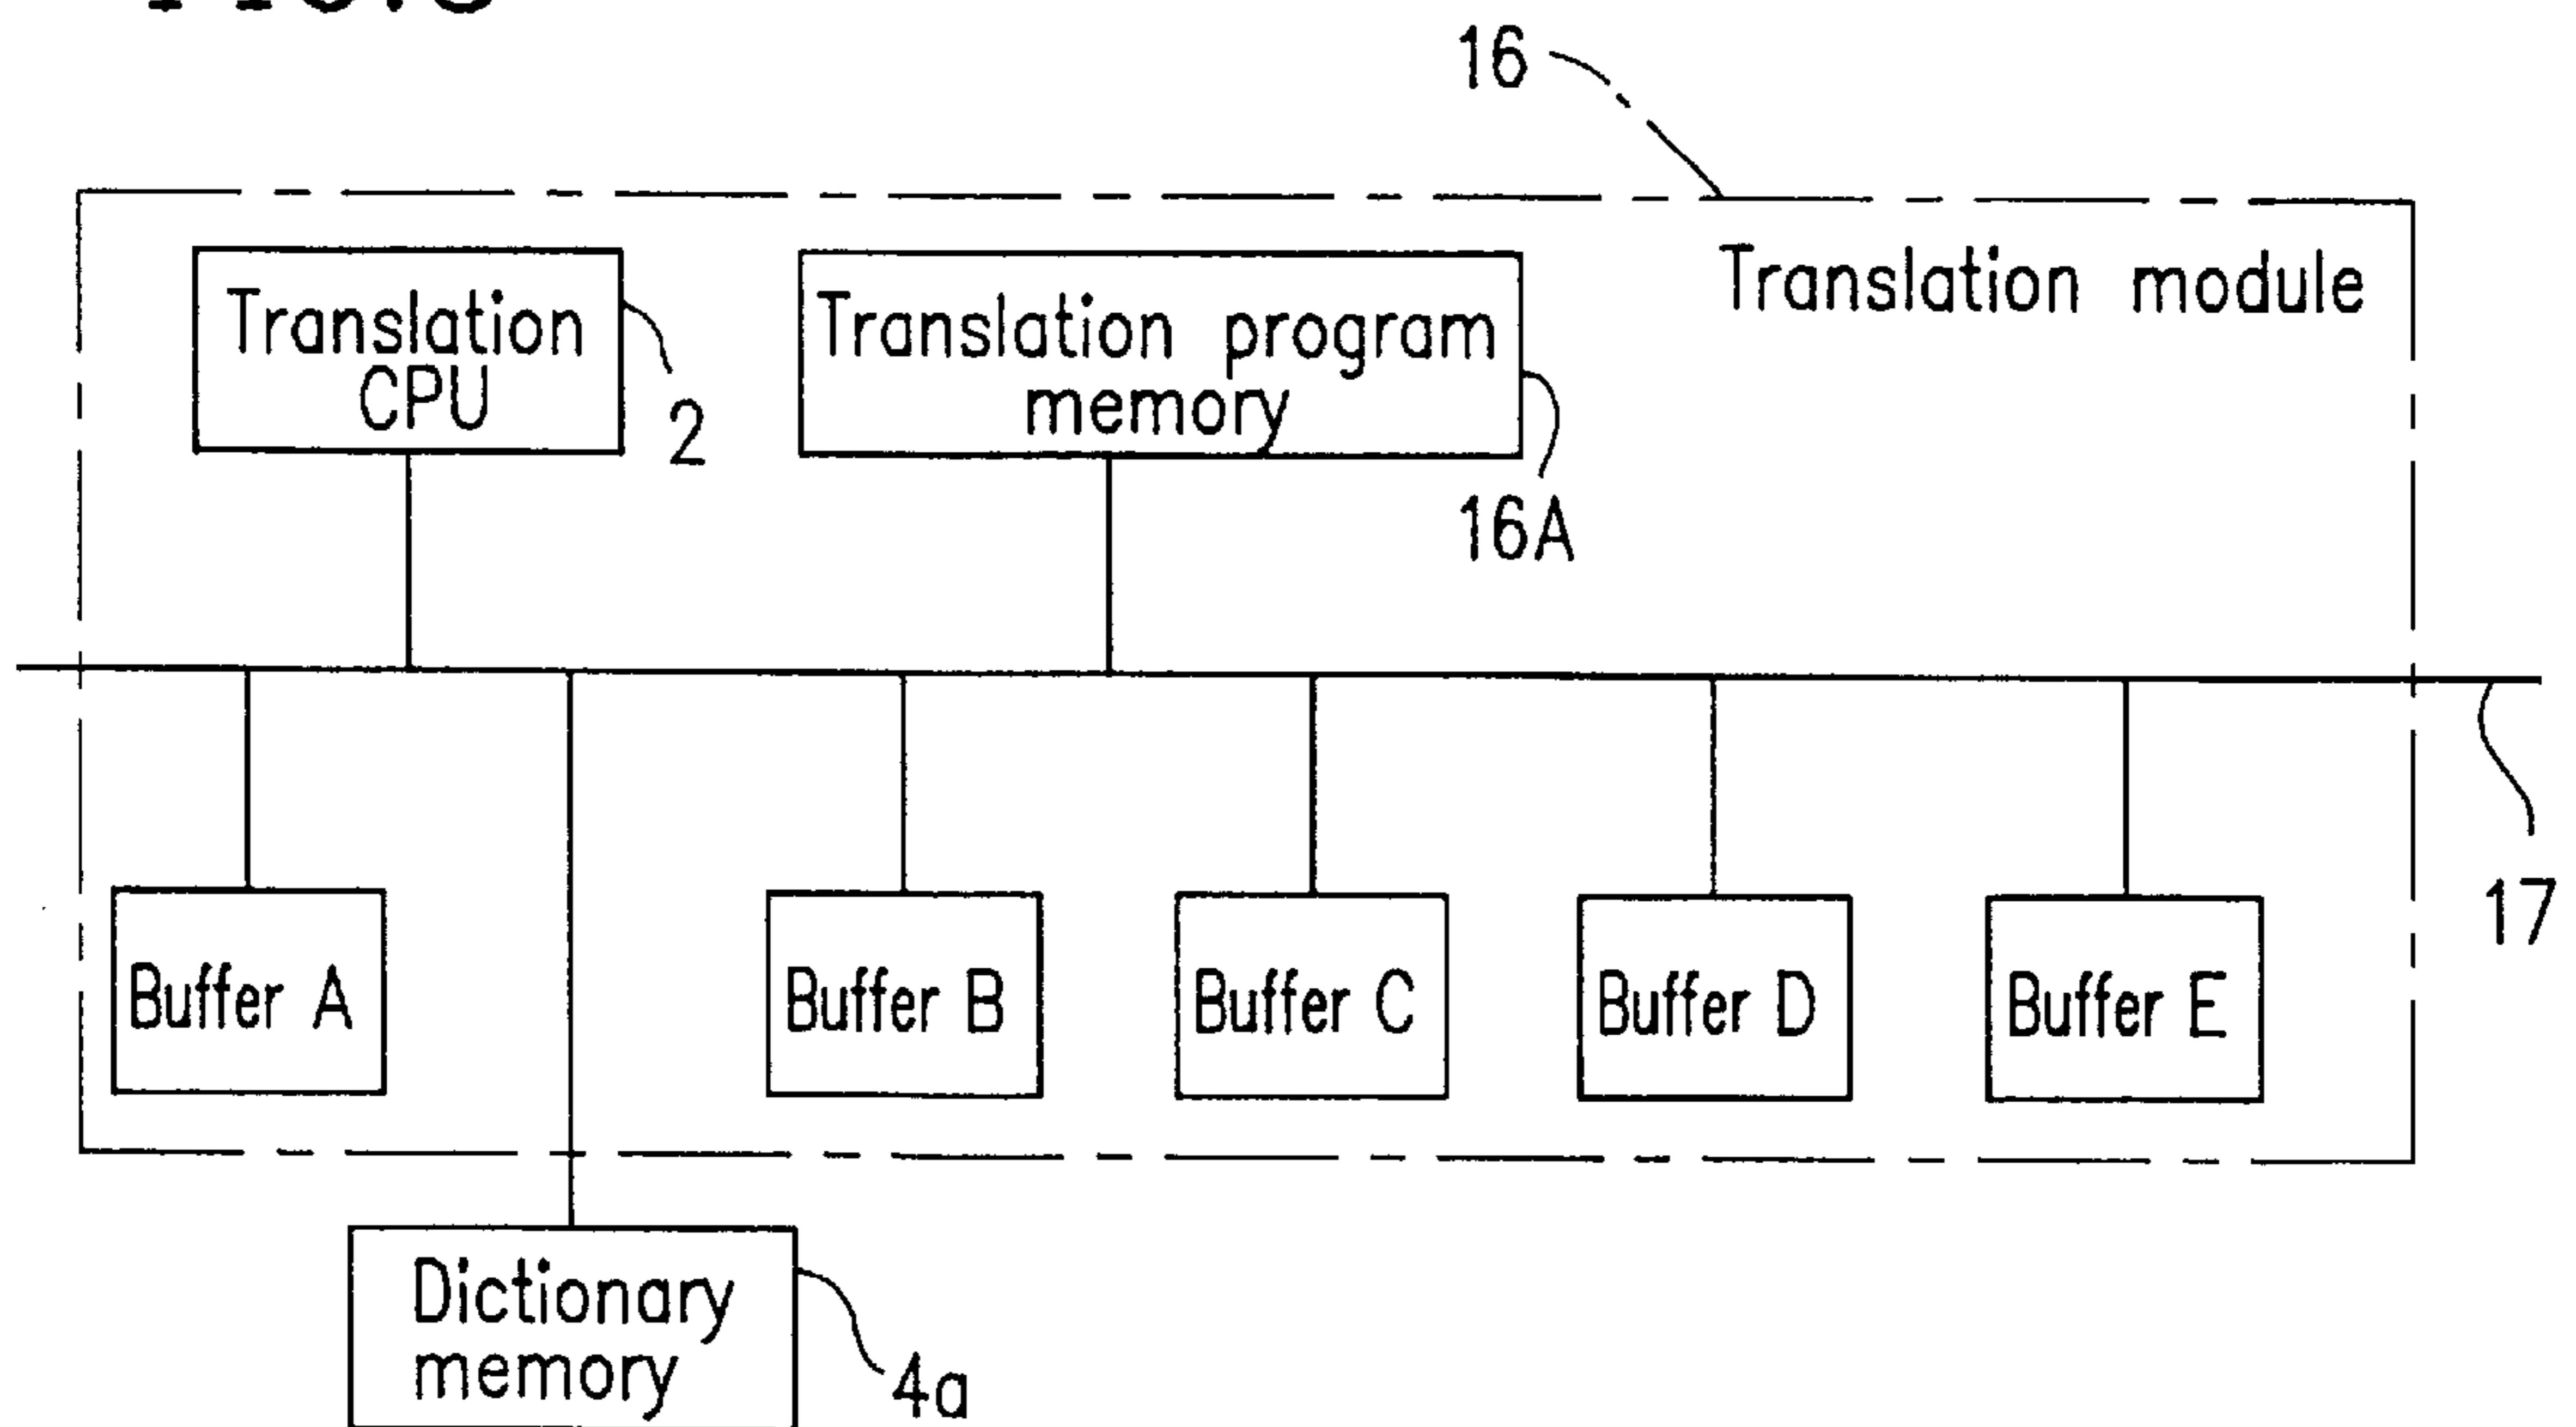 16
Translation module
Translation
CPU
2
Translation program
memory
16A
17
Buffer A
Buffer B
Buffer C
Buffer D
Buffer E
Dictionary
memory
4a